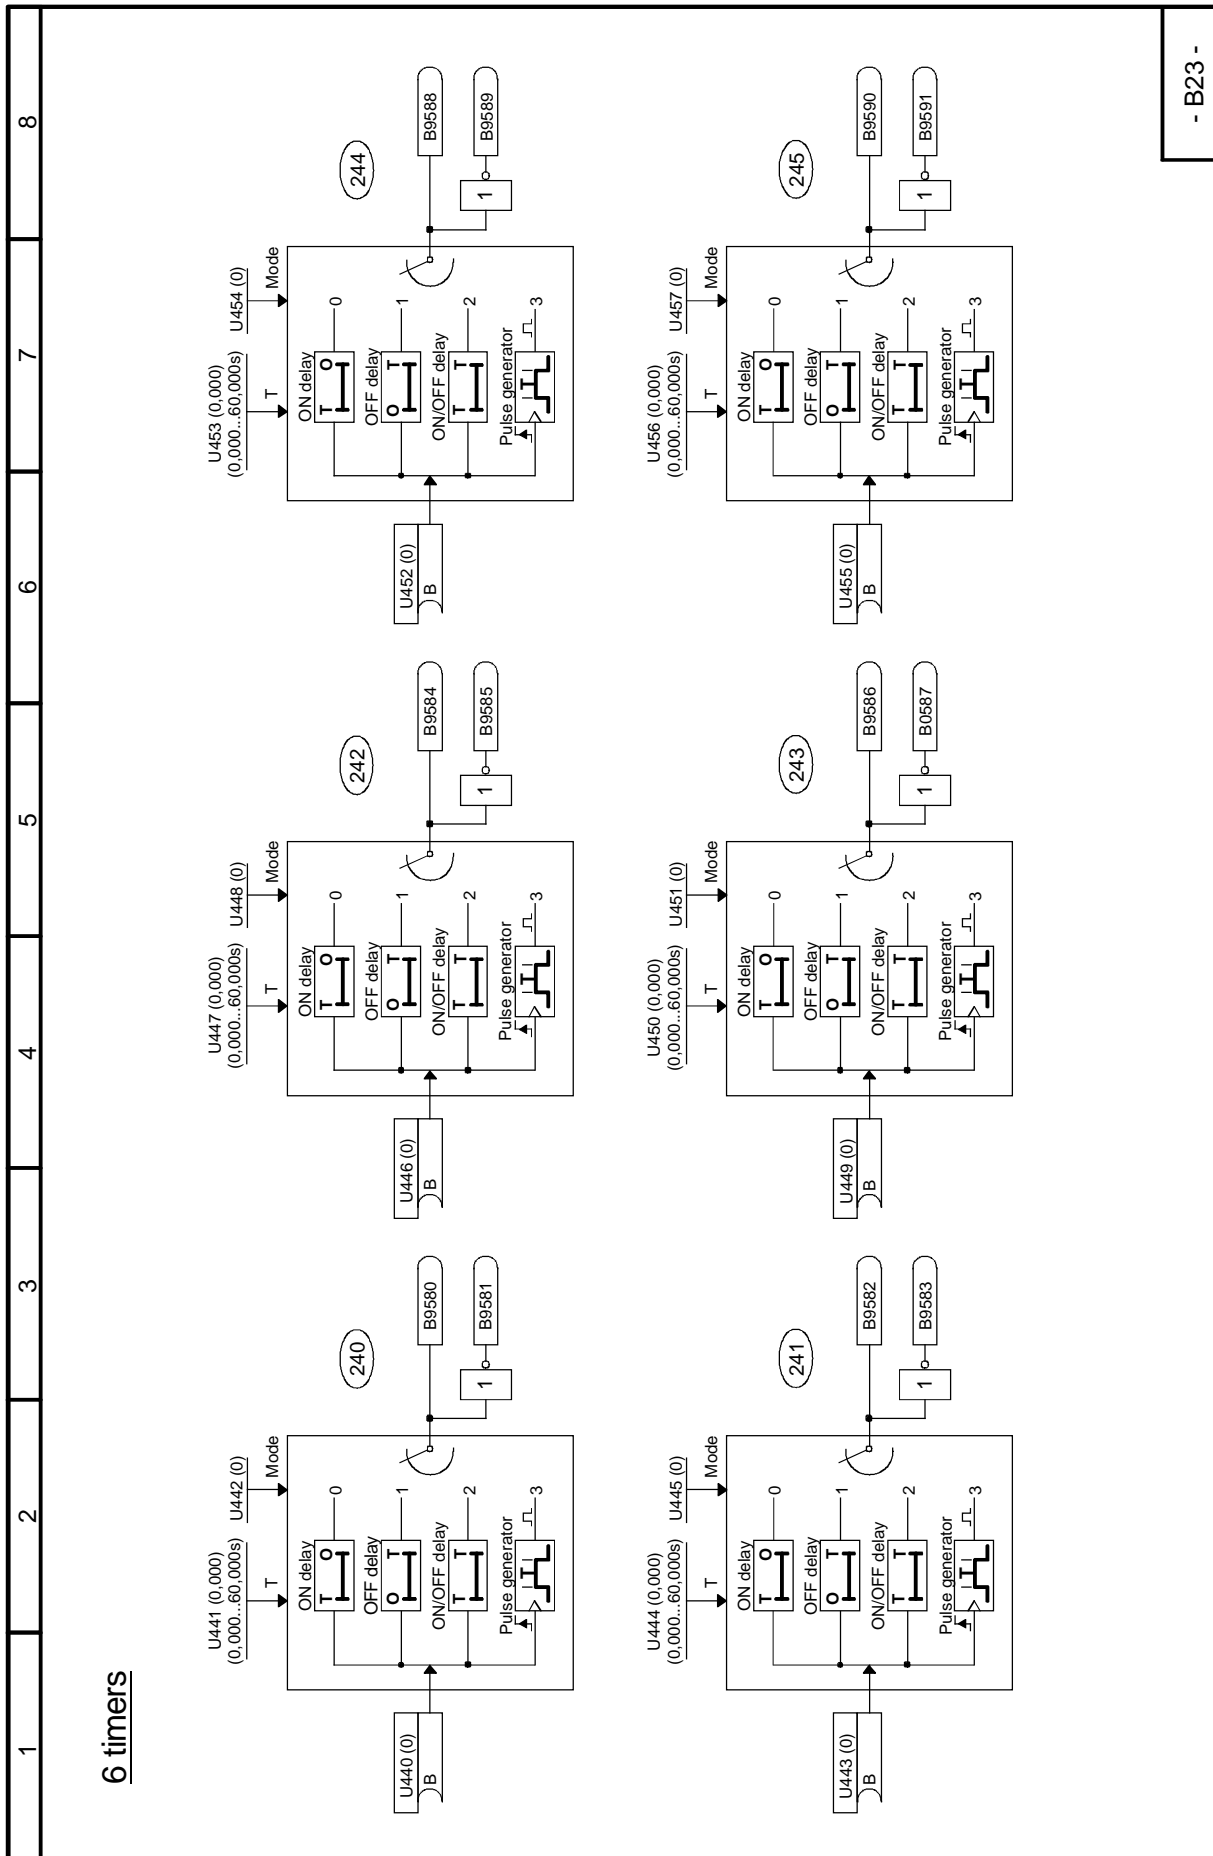 1 2 3 4 5 6 7 8
6 timers
U441 (0,000)
(0,000...60,000s)
U442 (0)
T
Mode
240
ON delay
T O
0
OFF delay
O T
1
ON/OFF delay
T T
2
Pulse generator
T
3
U440 (0)
B
B9580
1
B9581
U447 (0,000)
(0,000...60,000s)
U448 (0)
T
Mode
242
ON delay
T O
0
OFF delay
O T
1
ON/OFF delay
T T
2
Pulse generator
T
3
U446 (0)
B
B9584
1
B9585
U453 (0,000)
(0,000...60,000s)
U454 (0)
T
Mode
244
ON delay
T O
0
OFF delay
O T
1
ON/OFF delay
T T
2
Pulse generator
T
3
U452 (0)
B
B9588
1
B9589
U444 (0,000)
(0,000...60,000s)
U445 (0)
T
Mode
241
ON delay
T O
0
OFF delay
O T
1
ON/OFF delay
T T
2
Pulse generator
T
3
U443 (0)
B
B9582
1
B9583
U450 (0,000)
(0,000...60,000s)
U451 (0)
T
Mode
243
ON delay
T O
0
OFF delay
O T
1
ON/OFF delay
T T
2
Pulse generator
T
3
U449 (0)
B
B9586
1
B0587
U456 (0,000)
(0,000...60,000s)
U457 (0)
T
Mode
245
ON delay
T O
0
OFF delay
O T
1
ON/OFF delay
T T
2
Pulse generator
T
3
U455 (0)
B
B9590
1
B9591
- B23 -